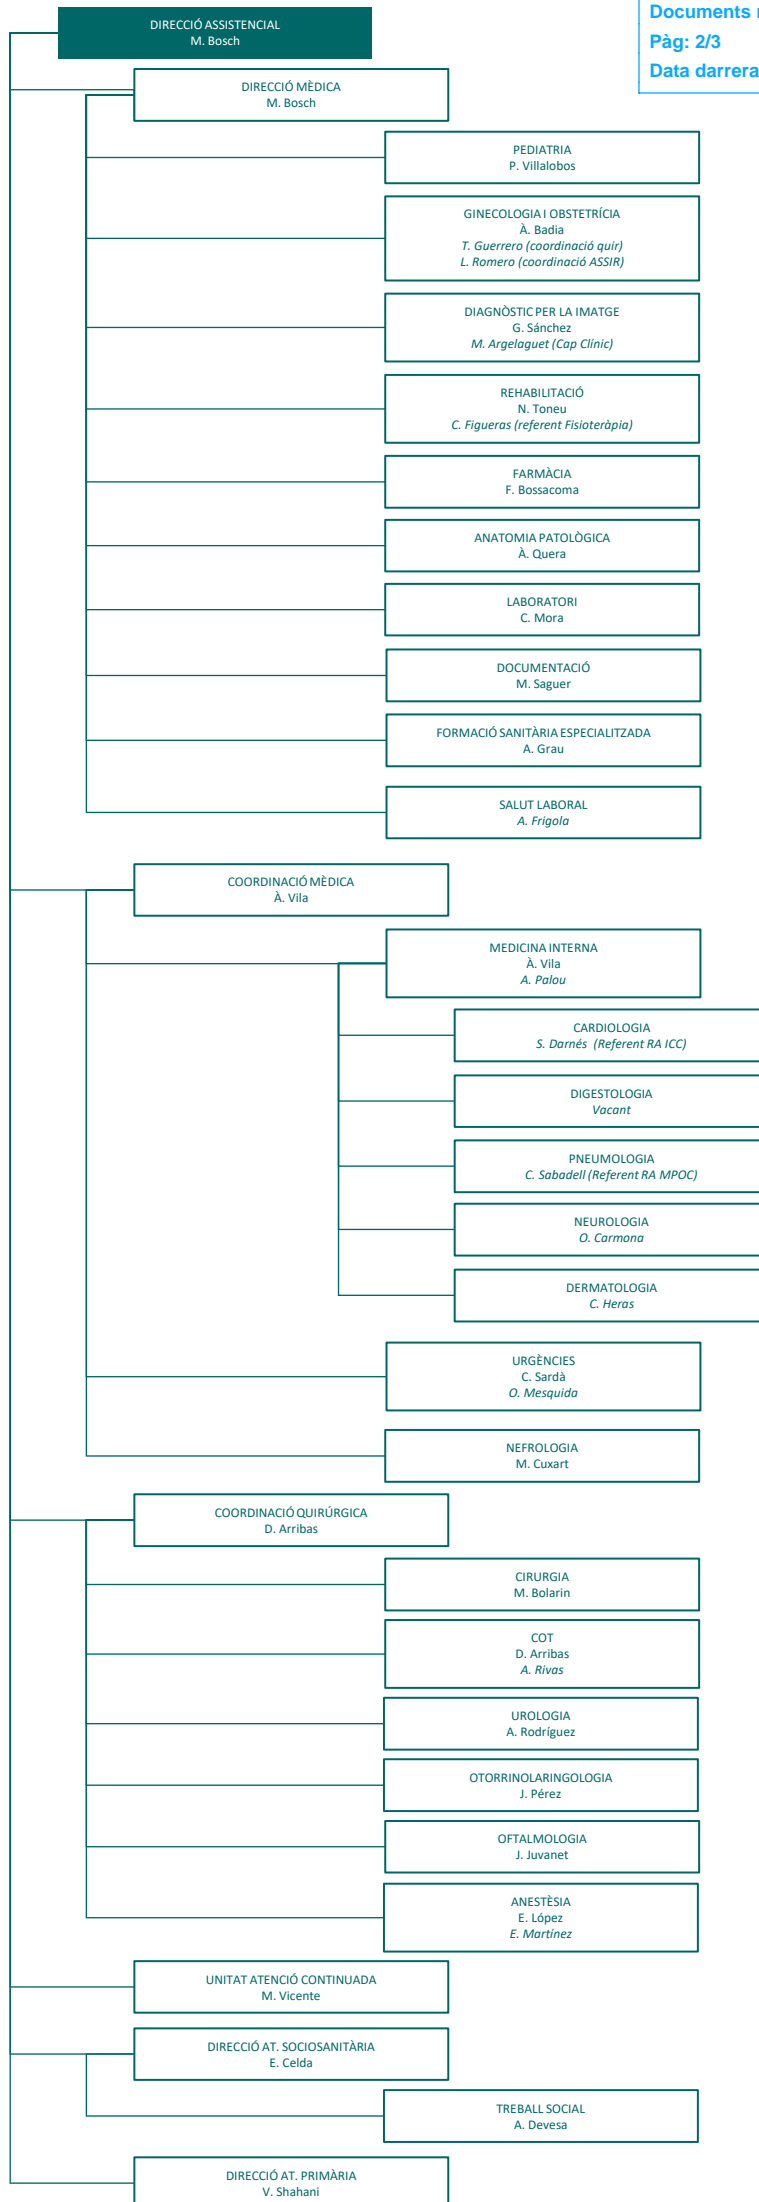 Documents
Pàg: 2/3
Data darrera
DIRECCIÓ ASSISTENCIAL
M. Bosch
DIRECCIÓ MÈDICA
M. Bosch
PEDIATRIA
P. Villalobos
GINECOLOGIA I OBSTETRÍCIA
À. Badia
T. Guerrero (coordinació quir)
L. Romero (coordinació ASSIR)
DIAGNÒSTIC PER LA IMATGE
G. Sánchez
M. Argelaguet (Cap Clínic)
REHABILITACIÓ
N. Toneu
C. Figueras (referent Fisioteràpia)
FARMÀCIA
F. Bossacoma
ANATOMIA PATOLÒGICA
À. Quera
LABORATORI
C. Mora
DOCUMENTACIÓ
M. Saguer
FORMACIÓ SANITÀRIA ESPECIALITZADA
A. Grau
SALUT LABORAL
A. Frigola
COORDINACIÓ MÈDICA
À. Vila
MEDICINA INTERNA
À. Vila
A. Palou
CARDIOLOGIA
S. Darnés (Referent RA ICC)
DIGESTOLOGIA
Vacant
PNEUMOLOGIA
C. Sabadell (Referent RA MPOC)
NEUROLOGIA
O. Carmona
DERMATOLOGIA
C. Heras
URGÈNCIES
C. Sardà
O. Mesquida
NEFROLOGIA
M. Cuxart
COORDINACIÓ QUIRÚRGICA
D. Arribas
CIRURGIA
M. Bolarin
COT
D. Arribas
A. Rivas
UROLOGIA
A. Rodríguez
OTORRINOLARINGOLOGIA
J. Pérez
OFTALMOLOGIA
J. Juvanet
ANESTÈSIA
E. López
E. Martínez
UNITAT ATENCIÓ CONTINUADA
M. Vicente
DIRECCIÓ AT. SOCIOSANITÀRIA
E. Celda
TREBALL SOCIAL
A. Devesa
DIRECCIÓ AT. PRIMÀRIA
V. Shahani